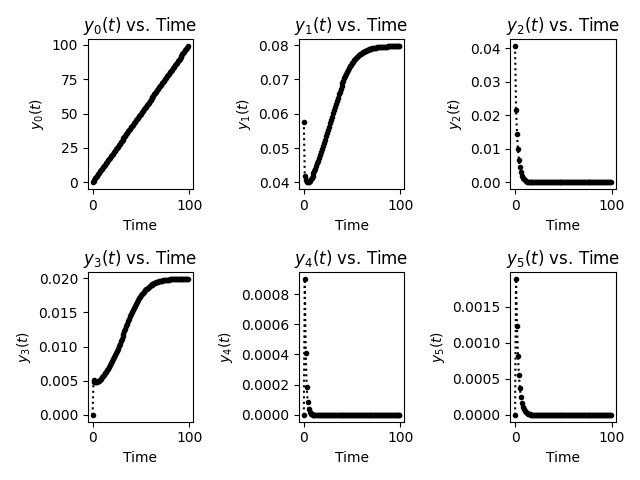 y₀(t) vs. Time
y₁(t) vs. Time
y₂(t) vs. Time
100
75
50
25
0
y₀(t)
0
100
Time
0.08
0.07
0.06
0.05
0.04
y₁(t)
0
100
Time
0.04
0.03
0.02
0.01
0.00
y₂(t)
0
100
Time
y₃(t) vs. Time
y₄(t) vs. Time
y₅(t) vs. Time
0.020
0.015
0.010
0.005
0.000
y₃(t)
0
100
Time
0.0008
0.0006
0.0004
0.0002
0.0000
y₄(t)
0
100
Time
0.0015
0.0010
0.0005
0.0000
y₅(t)
0
100
Time